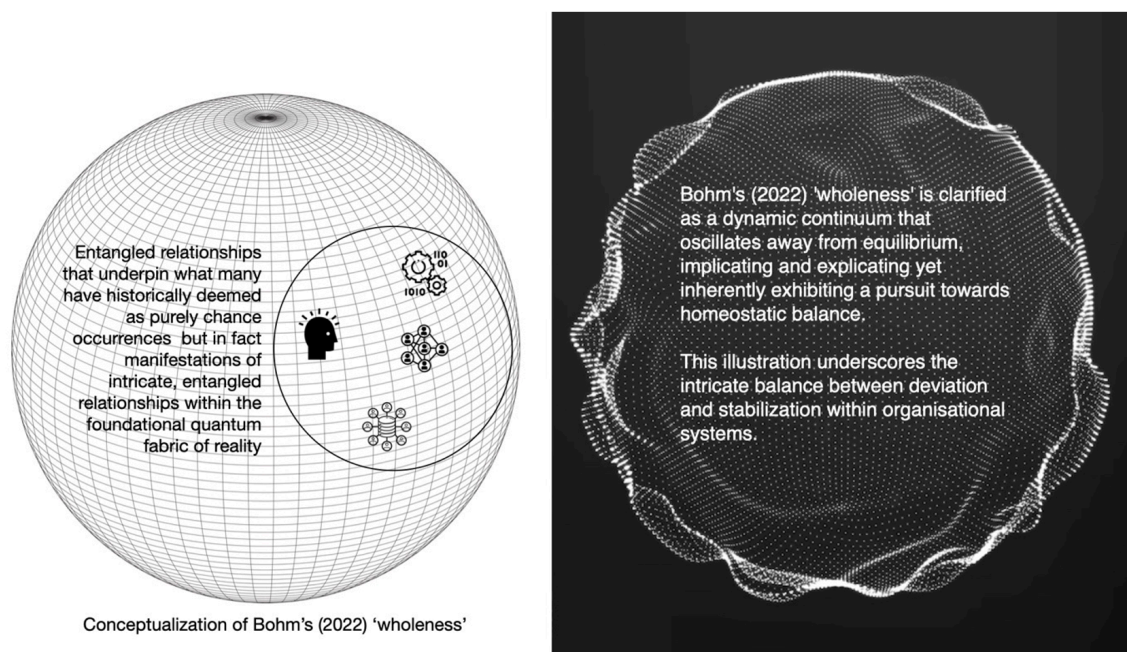 Entangled relationships
that underpin what many
have historically deemed
as purely chance
occurrences but in fact
manifestations of
intricate, entangled
relationships within the
foundational quantum
fabric of reality
110
01
1010
Conceptualization of Bohm's (2022) ‘wholeness’
Bohm's (2022) 'wholeness' is clarified
as a dynamic continuum that
oscillates away from equilibrium,
implicating and explicating yet
inherently exhibiting a pursuit towards
homeostatic balance.
This illustration underscores the
intricate balance between deviation
and stabilization within organisational
systems.